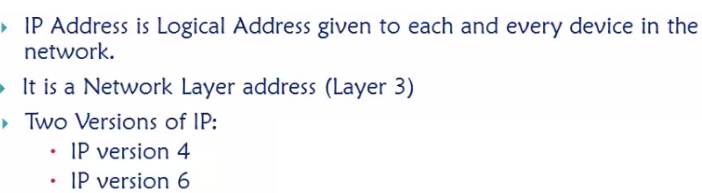 IP Address is Logical Address given to each and every device in the
network.
It is a Network Layer address (Layer 3)
Two Versions of IP:
IP version 4
IP version 6